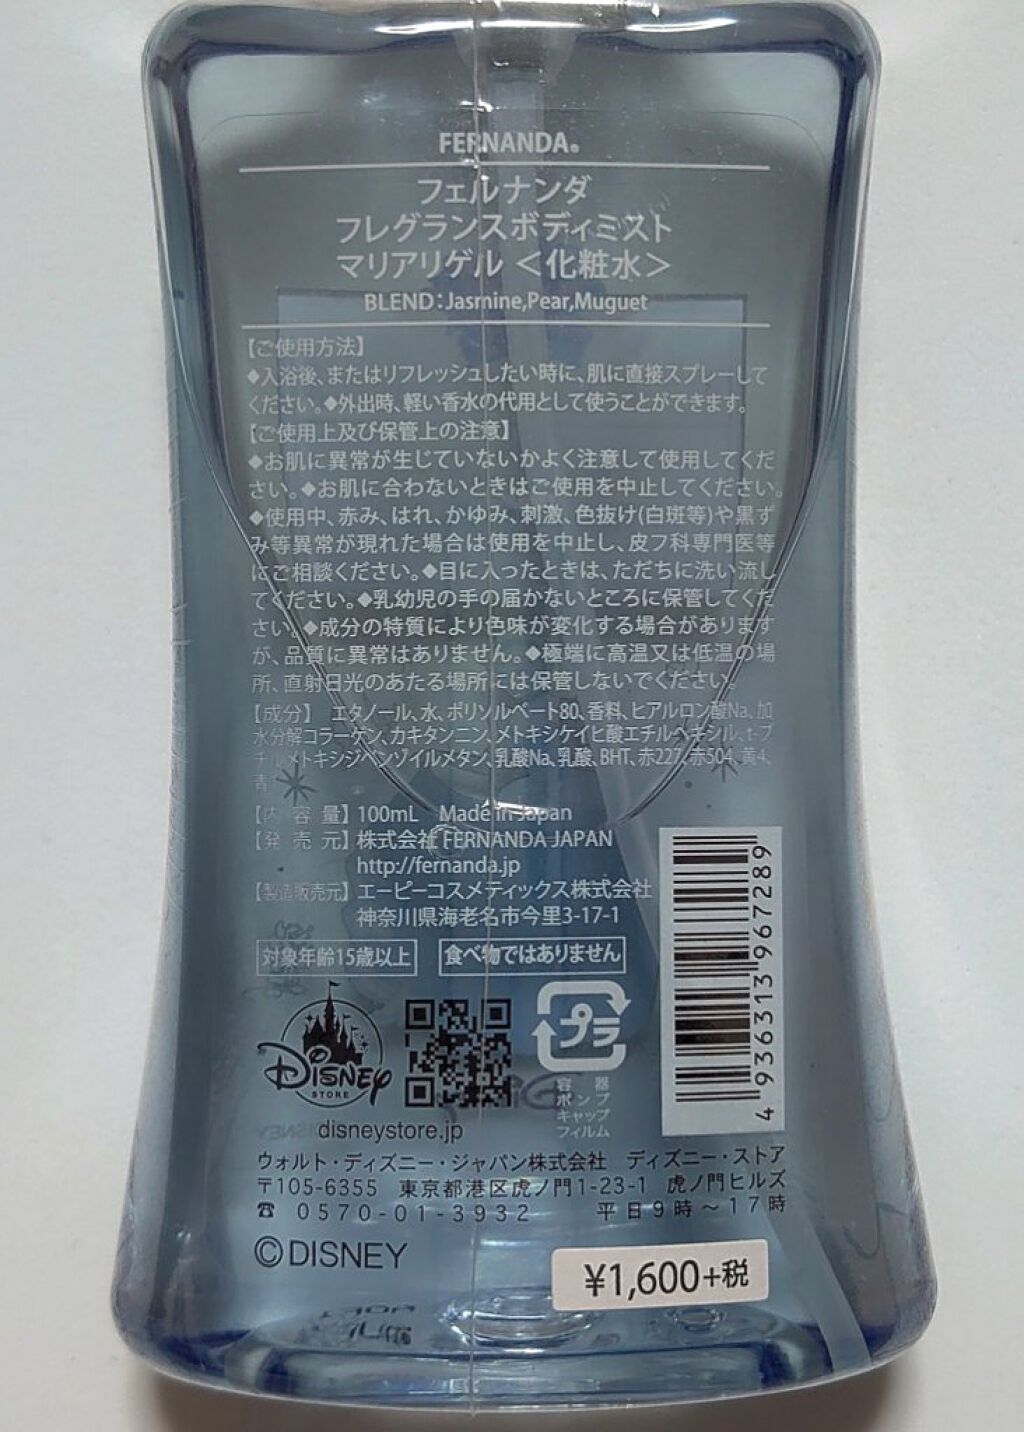 FERNANDA®
フェルナンダ
フレグランスボディミスト
マリアリゲル <化粧水>
BLEND:Jasmine,Pear,Muguet
【ご使用方法】
◆入浴後、またはリフレッシュしたい時に、肌に直接スプレーして
ください。◆外出時、軽い香水の代用として使うことができます。
【ご使用上及び保管上の注意】
◆お肌に異常が生じていないかよく注意して使用してくだ
さい。◆お肌に合わないときはご使用を中止してください。
◆使用中、赤み、はれ、かゆみ、刺激、色抜け(白斑等)や黒ず
み等異常が現れた場合は使用を中止し、皮フ科専門医等
にご相談ください。◆目に入ったときは、ただちに洗い流し
てください。◆乳幼児の手の届かないところに保管してくだ
さい。◆成分の特質により色味が変化する場合があります
が、品質に異常はありません。◆極端に高温又は低温の場
所、直射日光のあたる場所には保管しないでください。
【成分】 エタノール、水、ポリソルベート80、香料、ヒアルロン酸Na、加
水分解コラーゲン、カキタンニン、メトキシケイヒ酸エチルヘキシル、t-ブ
チルメトキシジベンゾイルメタン、乳酸Na、乳酸、BHT、赤227、赤504、黄4、
青
【内 容 量】 100mL Made in Japan
【発 売 元】 株式会社 FERNANDA JAPAN
http://fernanda.jp
【製造販売元】 エーピーコスメティックス株式会社
神奈川県海老名市今里3-17-1
対象年齢15歳以上 食べ物ではありません
プラ
容 器
ポンプ
キャップ
フィルム
DISNEY
STORE
disneystore.jp
4 936313 967289
ウォルト・ディズニー・ジャパン株式会社 ディズニー・ストア
〒105-6355 東京都港区虎ノ門1-23-1 虎ノ門ヒルズ
☎ 0570-01-3932 平日9時〜17時
©DISNEY
¥1,600+税